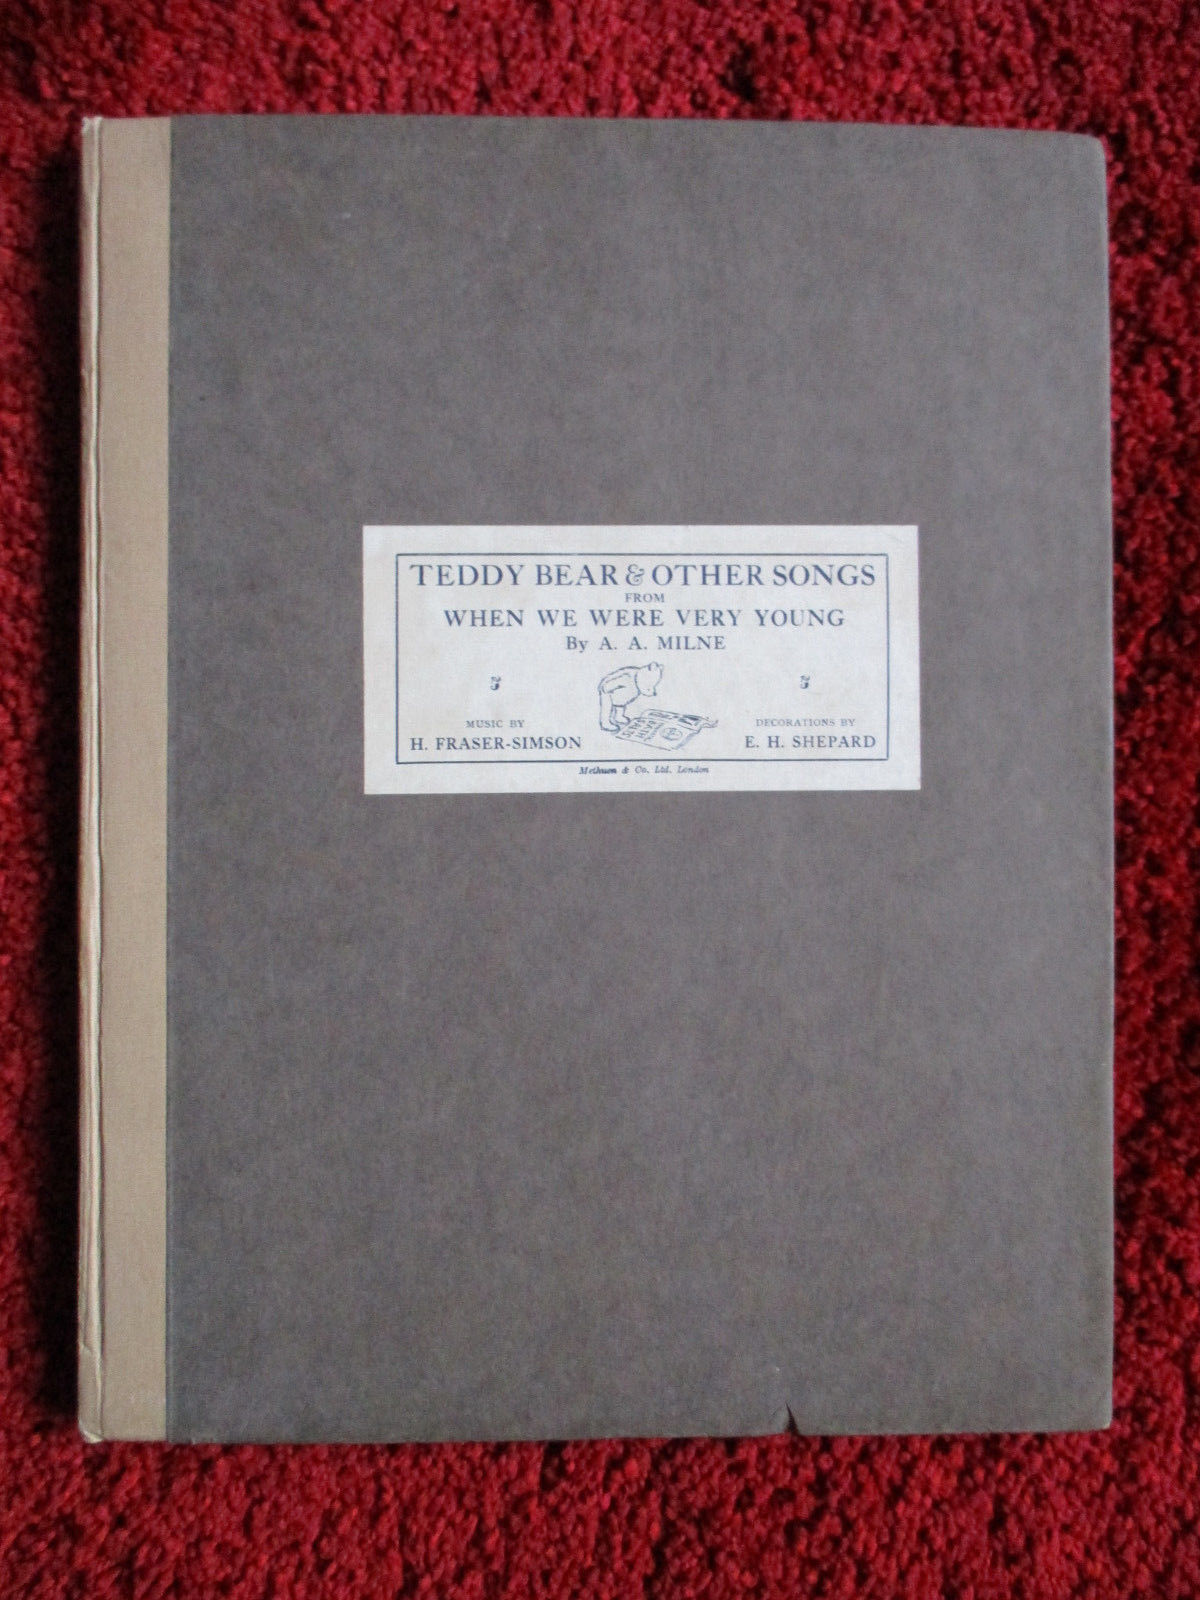 TEDDY BEAR & OTHER SONGS
FROM
WHEN WE WERE VERY YOUNG
By A. A. MILNE
MUSIC BY
H. FRASER-SIMSON
DECORATIONS BY
E. H. SHEPARD
Methuen & Co. Ltd. London